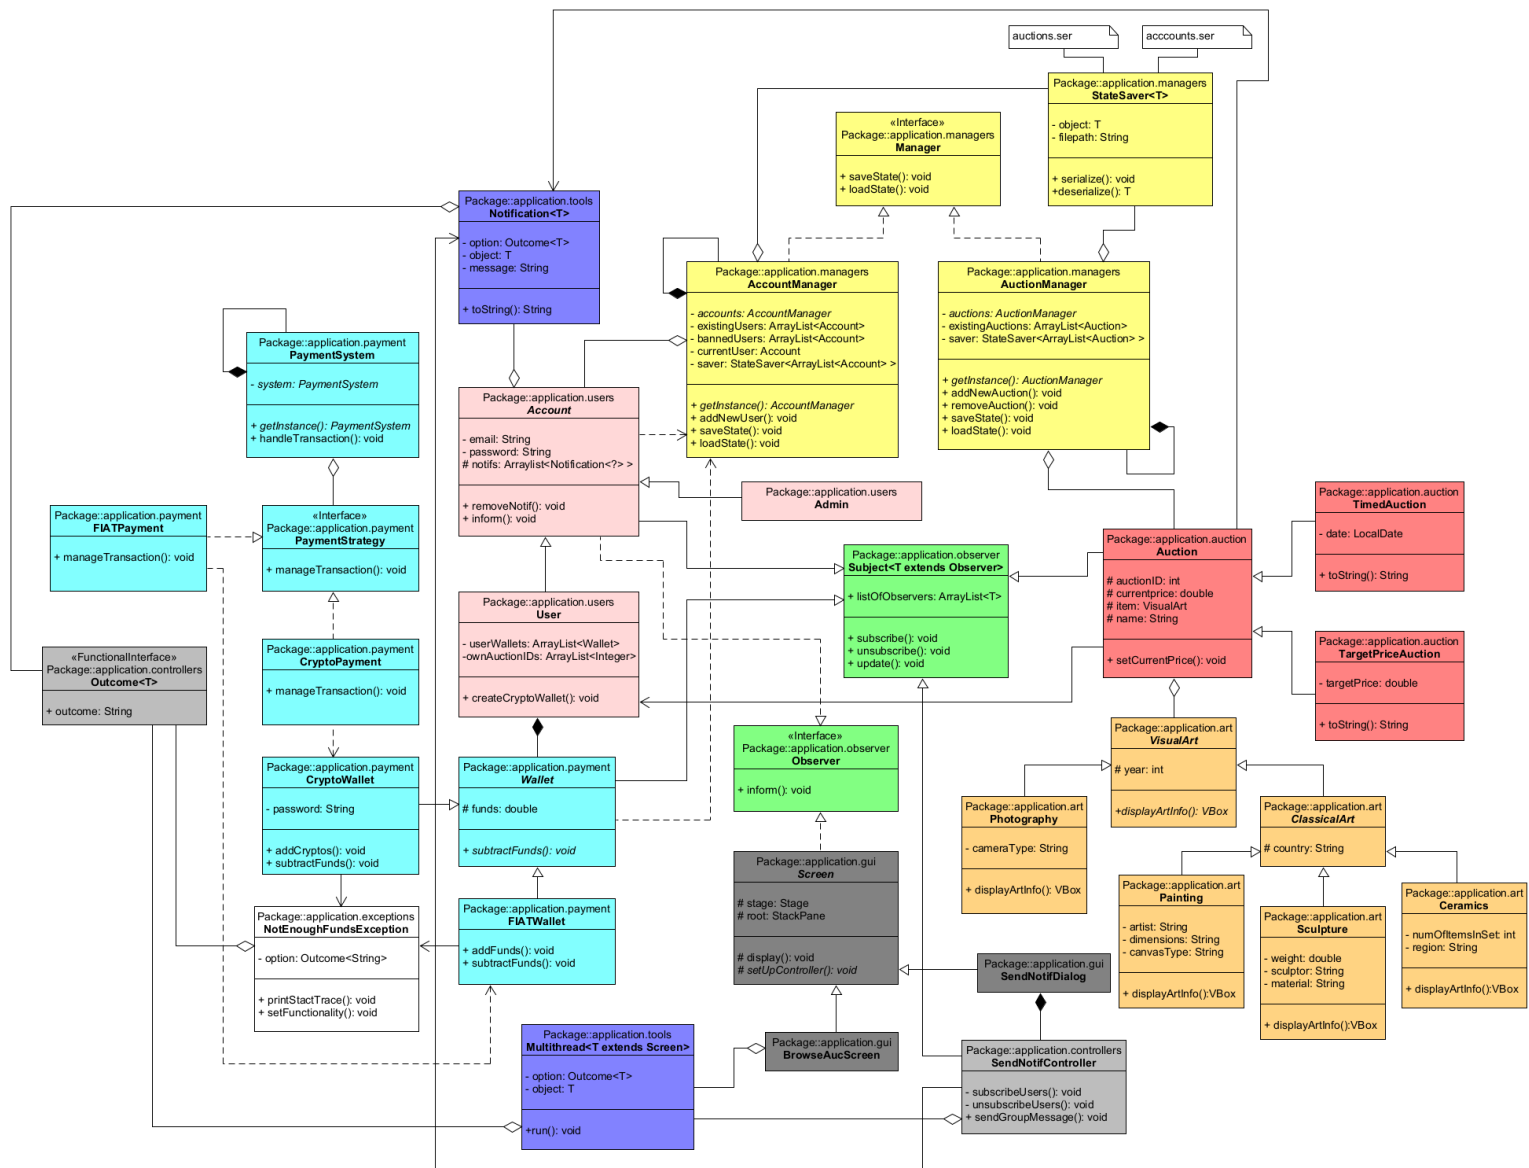 auctions.ser
acccounts.ser
Package::application.managers
StateSaver<T>
- object: T
- filepath: String
+ serialize(): void
+deserialize(): T
«Interface»
Package::application.managers
Manager
+ saveState(): void
+ loadState(): void
Package::application.tools
Notification<T>
- option: Outcome<T>
- object: T
- message: String
+ toString(): String
Package::application.managers
AccountManager
- accounts: AccountManager
- existingUsers: ArrayList<Account>
- bannedUsers: ArrayList<Account>
- currentUser: Account
- saver: StateSaver<ArrayList<Account> >
+ getInstance(): AccountManager
+ addNewUser(): void
+ saveState(): void
+ loadState(): void
Package::application.managers
AuctionManager
- auctions: AuctionManager
- existingAuctions: ArrayList<Auction>
- saver: StateSaver<ArrayList<Auction> >
+ getInstance(): AuctionManager
+ addNewAuction(): void
+ removeAuction(): void
+ saveState(): void
+ loadState(): void
Package::application.payment
PaymentSystem
- system: PaymentSystem
+ getInstance(): PaymentSystem
+ handleTransaction(): void
Package::application.users
Account
- email: String
- password: String
# notifs: Arraylist<Notification<?> >
+ removeNotif(): void
+ inform(): void
Package::application.users
Admin
Package::application.payment
FIATPayment
+ manageTransaction(): void
«Interface»
Package::application.payment
PaymentStrategy
+ manageTransaction(): void
Package::application.observer
Subject<T extends Observer>
+ listOfObservers: ArrayList<T>
+ subscribe(): void
+ unsubscribe(): void
+ update(): void
Package::application.auction
Auction
# auctionID: int
# currentprice: double
# item: VisualArt
# name: String
+ setCurrentPrice(): void
Package::application.auction
TimedAuction
- date: LocalDate
+ toString(): String
Package::application.auction
TargetPriceAuction
- targetPrice: double
+ toString(): String
Package::application.users
User
- userWallets: ArrayList<Wallet>
-ownAuctionIDs: ArrayList<Integer>
+ createCryptoWallet(): void
«FunctionalInterface»
Package::application.controllers
Outcome<T>
+ outcome: String
Package::application.payment
CryptoPayment
+ manageTransaction(): void
Package::application.payment
CryptoWallet
- password: String
+ addCryptos(): void
+ subtractFunds(): void
Package::application.payment
Wallet
# funds: double
+ subtractFunds(): void
«Interface»
Package::application.observer
Observer
+ inform(): void
Package::application.art
VisualArt
# year: int
+displayArtInfo(): VBox
Package::application.art
Photography
- cameraType: String
+ displayArtInfo(): VBox
Package::application.art
ClassicalArt
# country: String
Package::application.art
Painting
- artist: String
- dimensions: String
- canvasType: String
+ displayArtInfo():VBox
Package::application.art
Sculpture
- weight: double
- sculptor: String
- material: String
+ displayArtInfo():VBox
Package::application.art
Ceramics
- numOfItemsInSet: int
- region: String
+ displayArtInfo():VBox
Package::application.gui
Screen
# stage: Stage
# root: StackPane
# display(): void
# setUpController(): void
Package::application.exceptions
NotEnoughFundsException
- option: Outcome<String>
+ printStactTrace(): void
+ setFunctionality(): void
Package::application.payment
FIATWallet
+ addFunds(): void
+ subtractFunds(): void
Package::application.gui
SendNotifDialog
Package::application.tools
Multithread<T extends Screen>
- option: Outcome<T>
- object: T
+run(): void
Package::application.gui
BrowseAucScreen
Package::application.controllers
SendNotifController
- subscribeUsers(): void
- unsubscribeUsers(): void
+ sendGroupMessage(): void